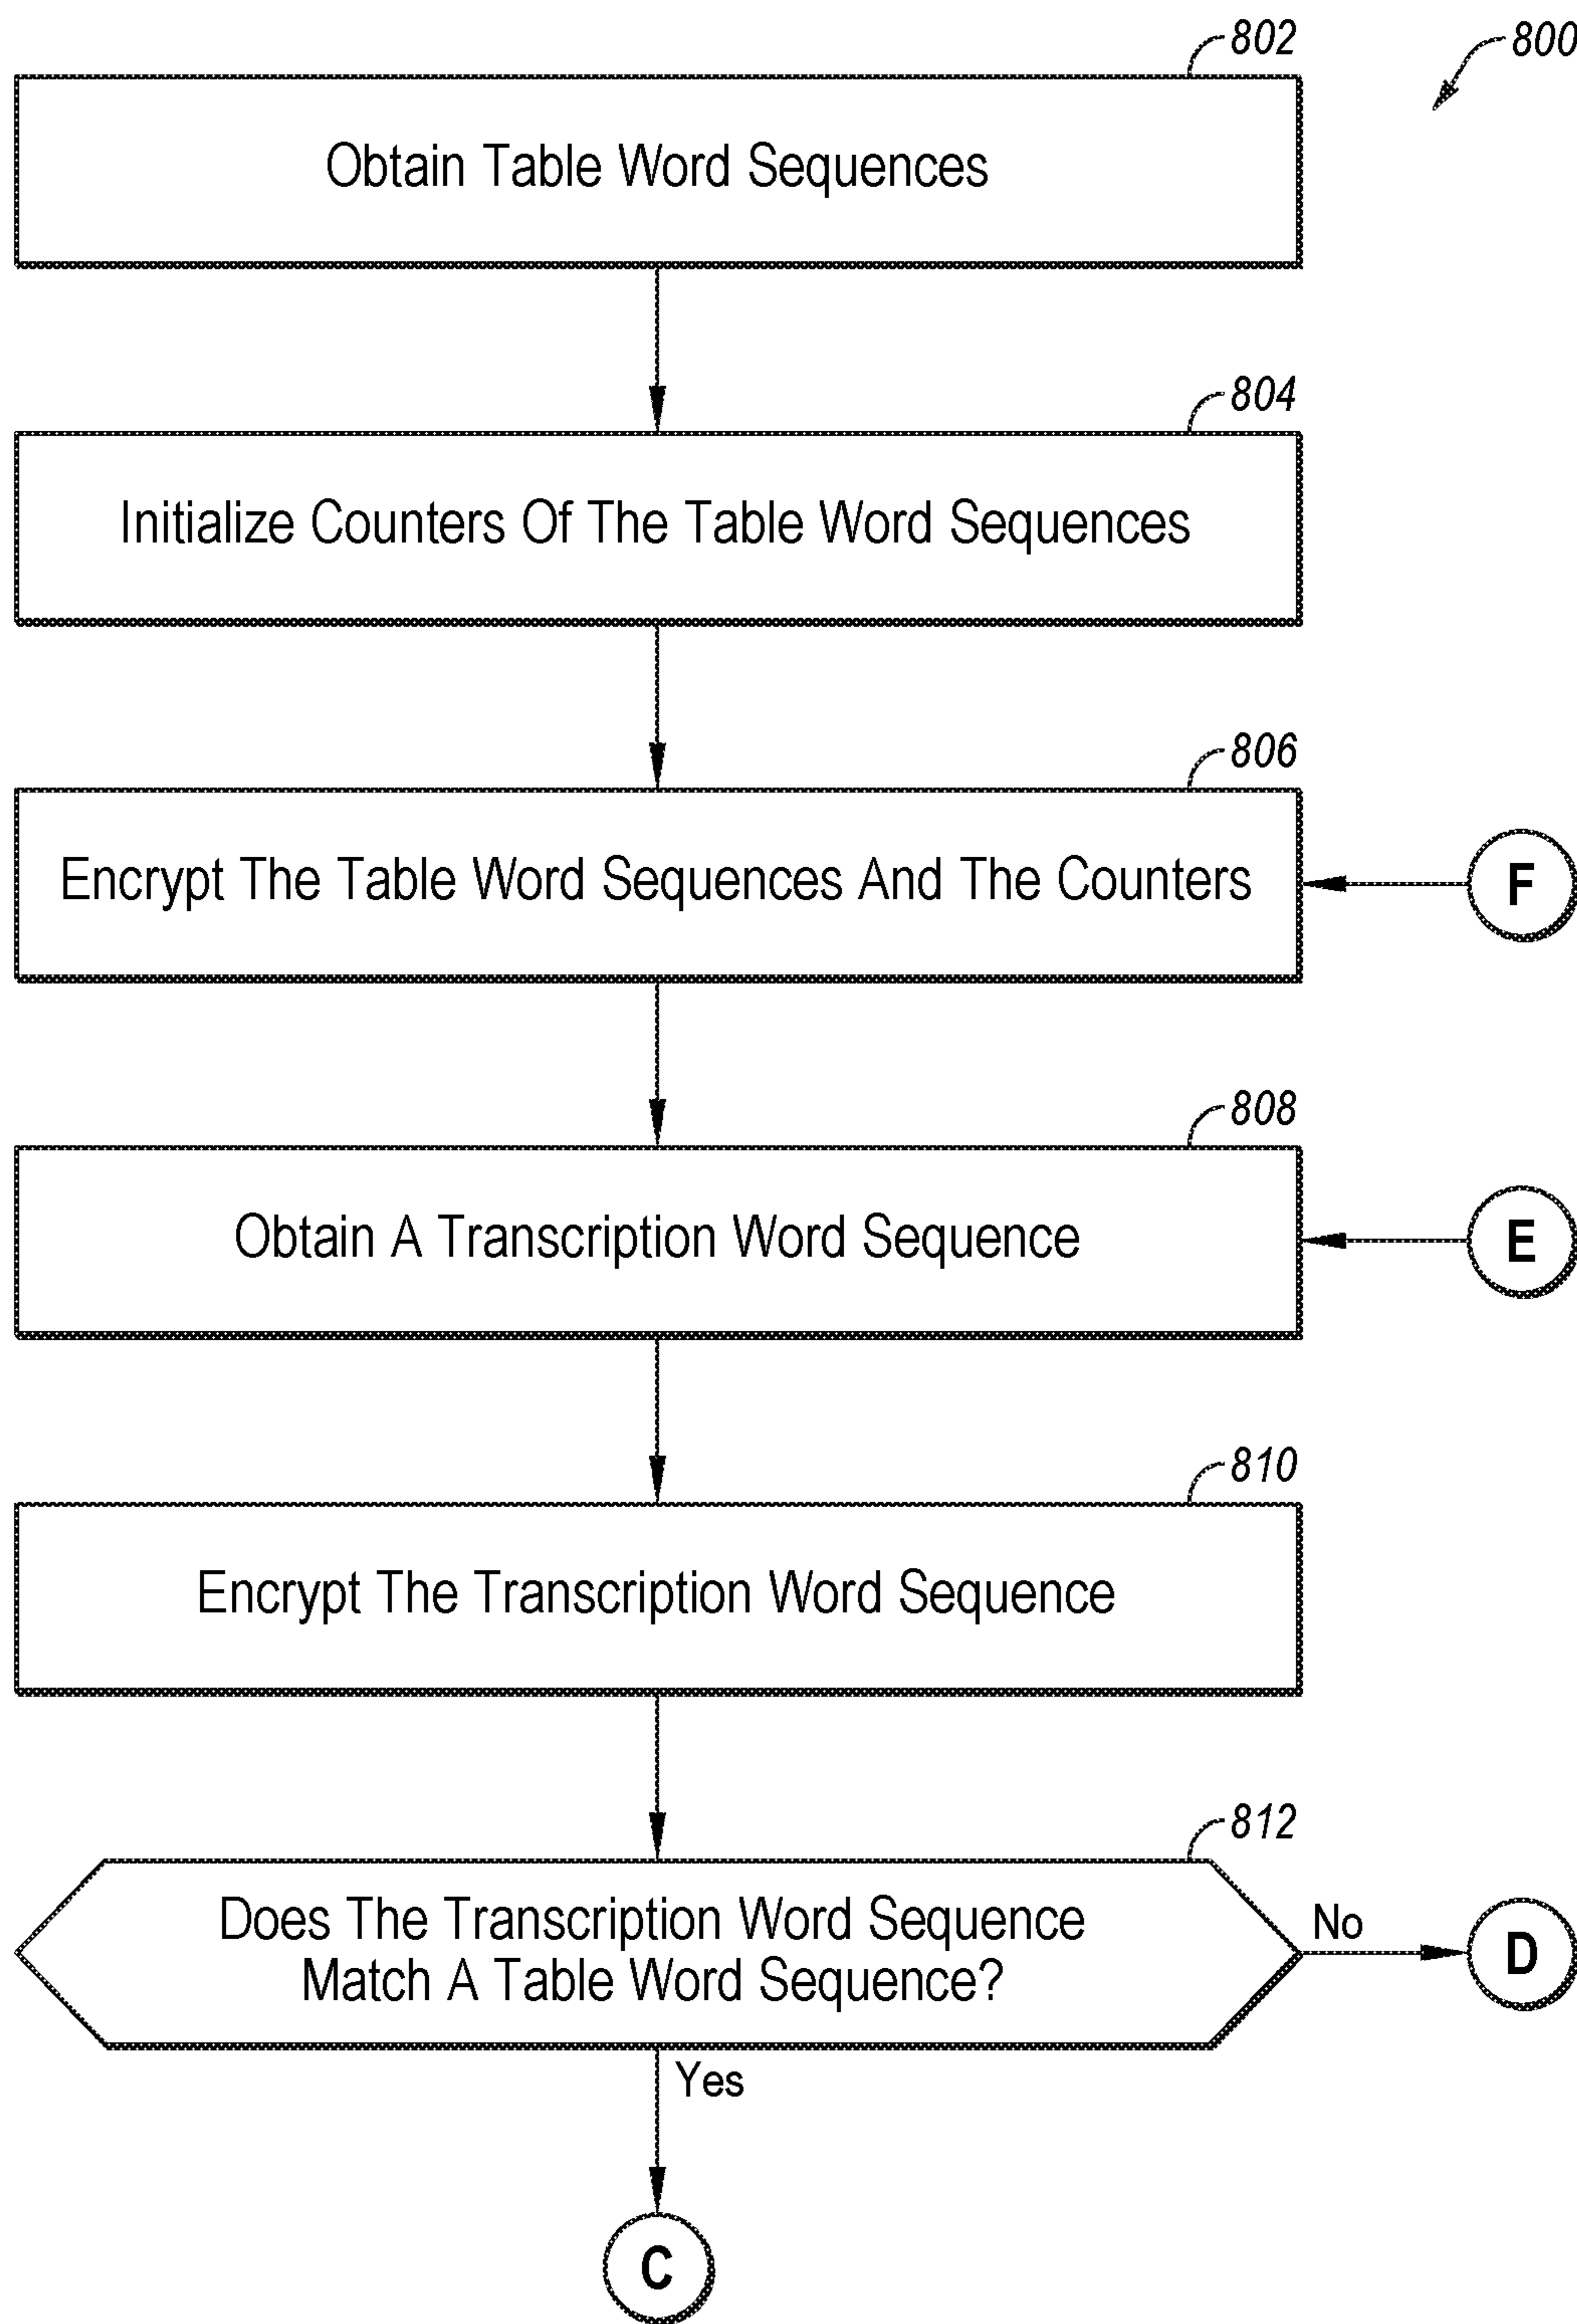 802
800
Obtain Table Word Sequences
804
Initialize Counters Of The Table Word Sequences
806
Encrypt The Table Word Sequences And The Counters
F
808
Obtain A Transcription Word Sequence
E
810
Encrypt The Transcription Word Sequence
812
Does The Transcription Word Sequence
Match A Table Word Sequence?
No
D
Yes
C